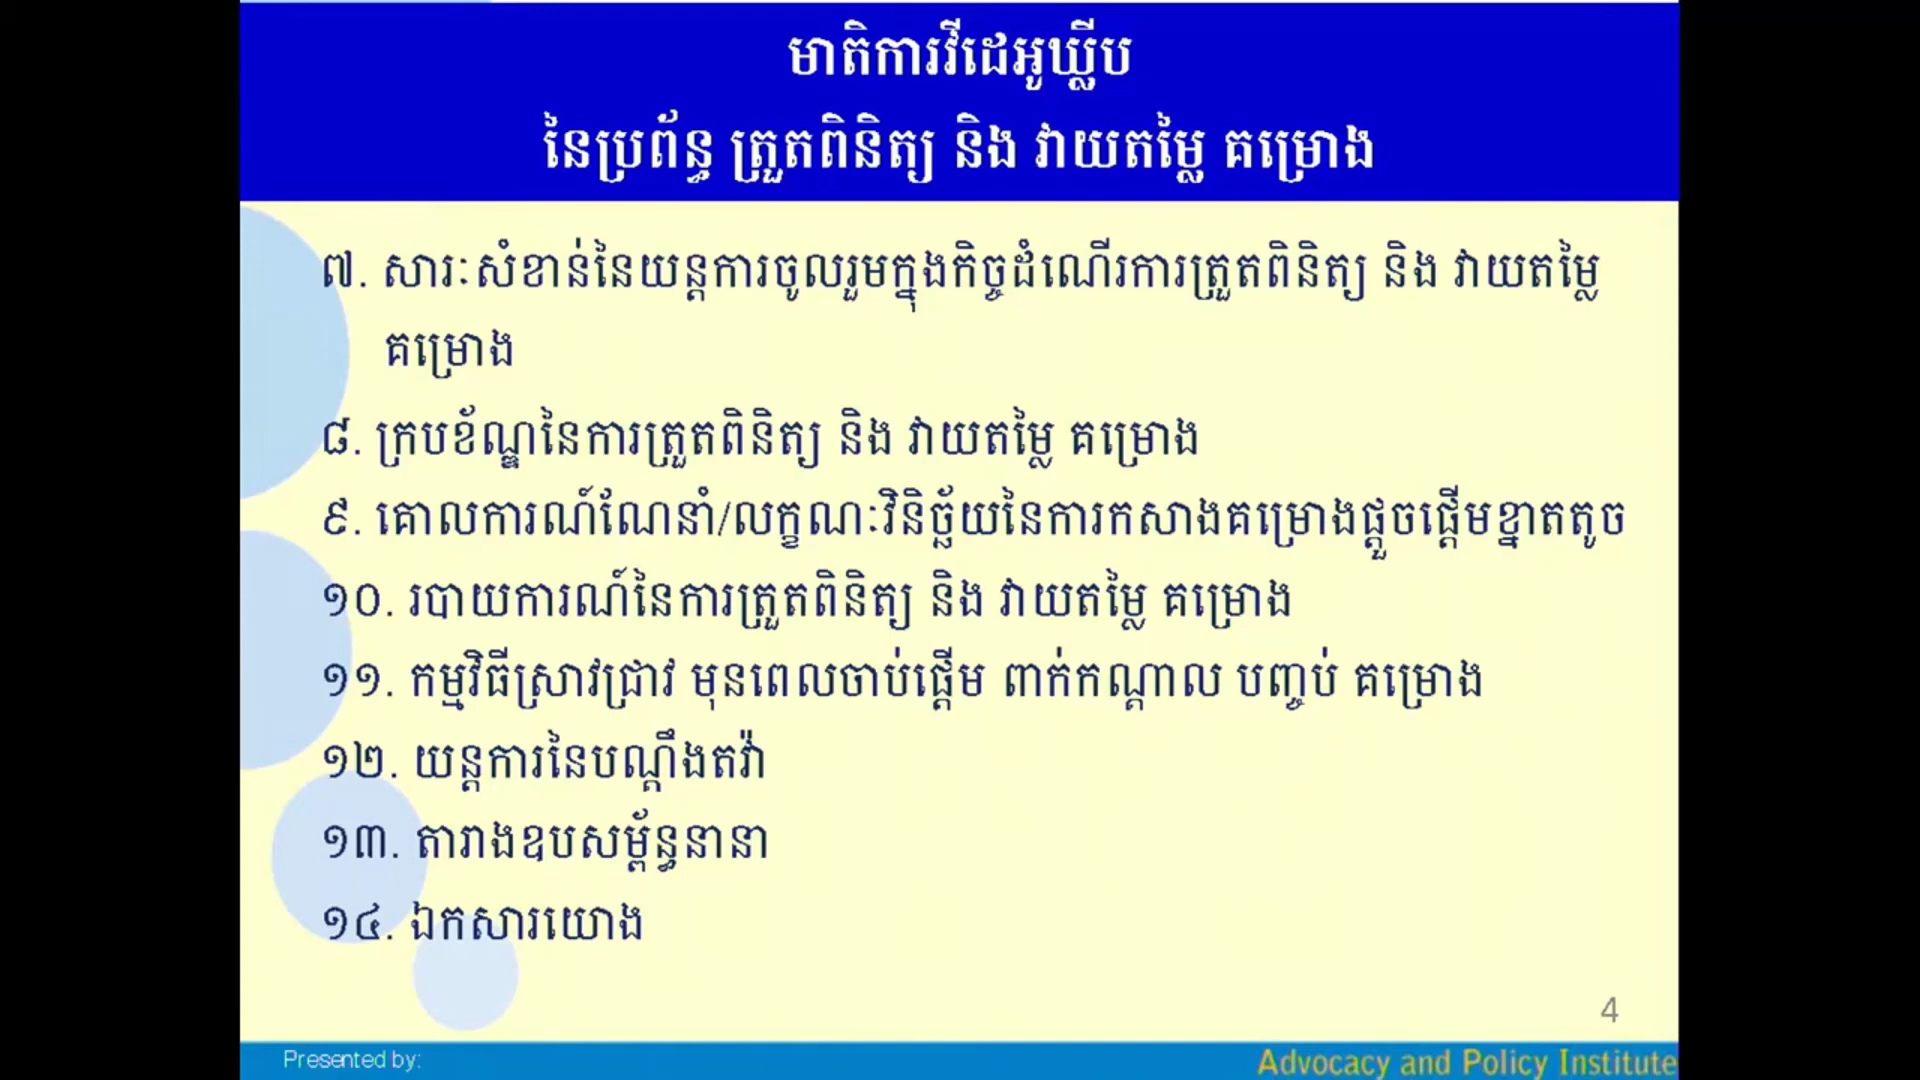 មាតិការវីដេអូឃ្លីប
នៃប្រព័ន្ធ ត្រួតពិនិត្យ និង វាយតម្លៃ គម្រោង
៧. សារៈសំខាន់នៃយន្តការចូលរួមក្នុងកិច្ចដំណើរការត្រួតពិនិត្យ និង វាយតម្លៃ
គម្រោង
៨. ក្របខ័ណ្ឌនៃការត្រួតពិនិត្យ និង វាយតម្លៃ គម្រោង
៩. គោលការណ៍ណែនាំ/លក្ខណៈវិនិច្ឆ័យនៃការកសាងគម្រោងផ្តួចផ្តើមខ្នាតតូច
១០. របាយការណ៍នៃការត្រួតពិនិត្យ និង វាយតម្លៃ គម្រោង
១១. កម្មវិធីស្រាវជ្រាវ មុនពេលចាប់ផ្តើម ពាក់កណ្តាល បញ្ចប់ គម្រោង
១២. យន្តការនៃបណ្តឹងតវ៉ា
១៣. តារាងឧបសម្ព័ន្ធនានា
១៤. ឯកសារយោង
4
Presented by:
Advocacy and Policy Institute